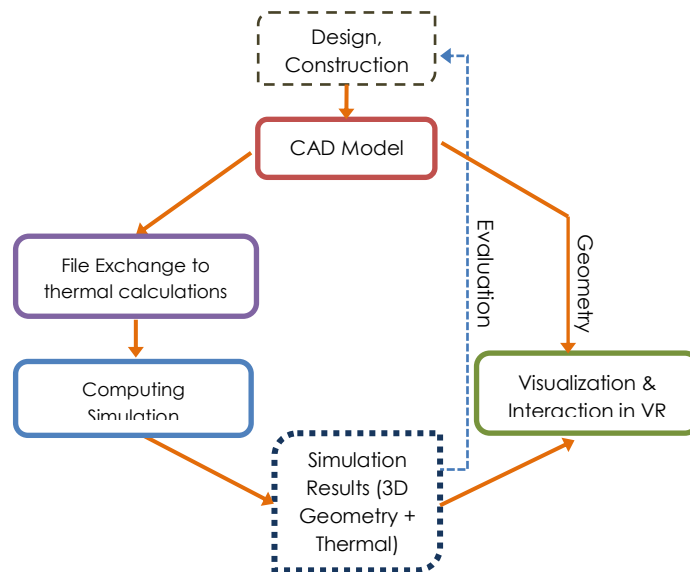 Design,
Construction
CAD Model
File Exchange to
thermal calculations
Computing
Simulation
Evaluation
Geometry
Visualization &
Interaction in VR
Simulation
Results (3D
Geometry +
Thermal)